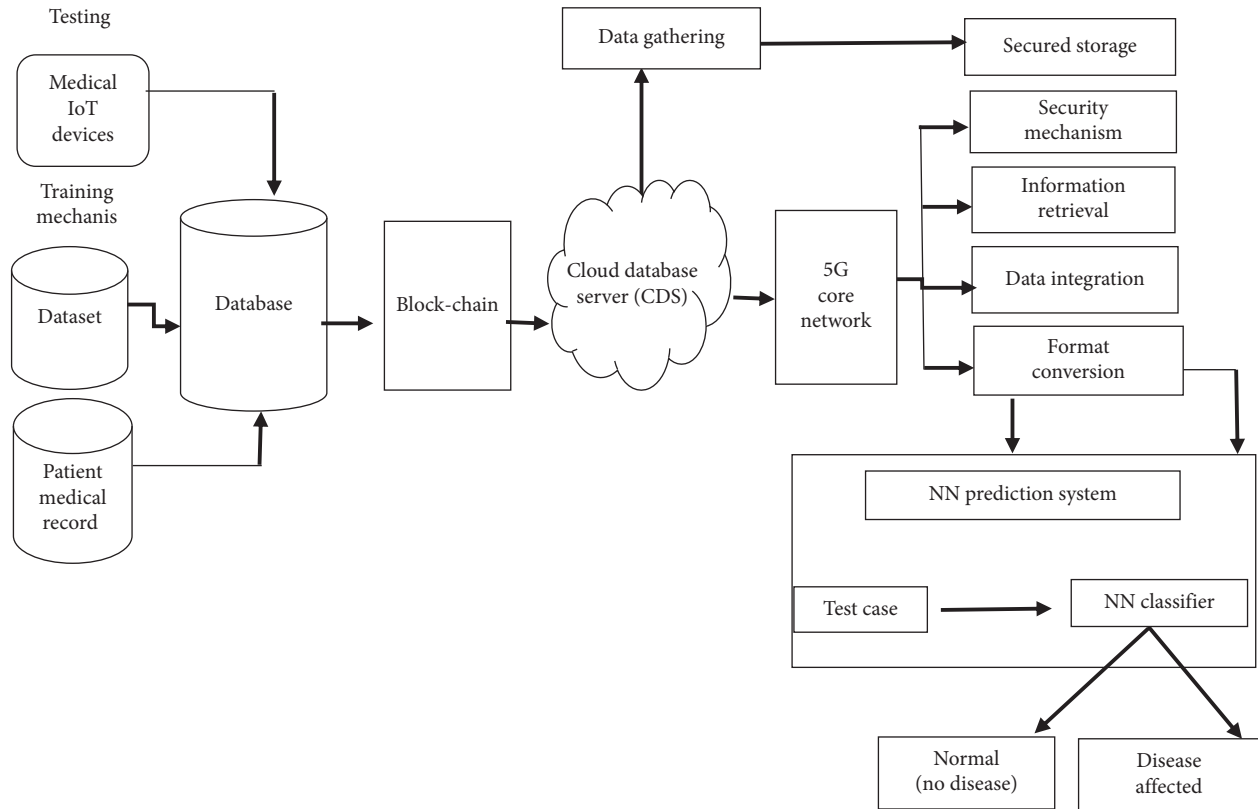 Testing
Medical
IoT
devices
Training
mechanis
Dataset
Patient
medical
record
Database
Block-chain
Cloud database
server (CDS)
Data gathering
Secured storage
5G
core
network
Security
mechanism
Information
retrieval
Data integration
Format
conversion
NN prediction system
Test case
NN classifier
Normal
(no disease)
Disease
affected